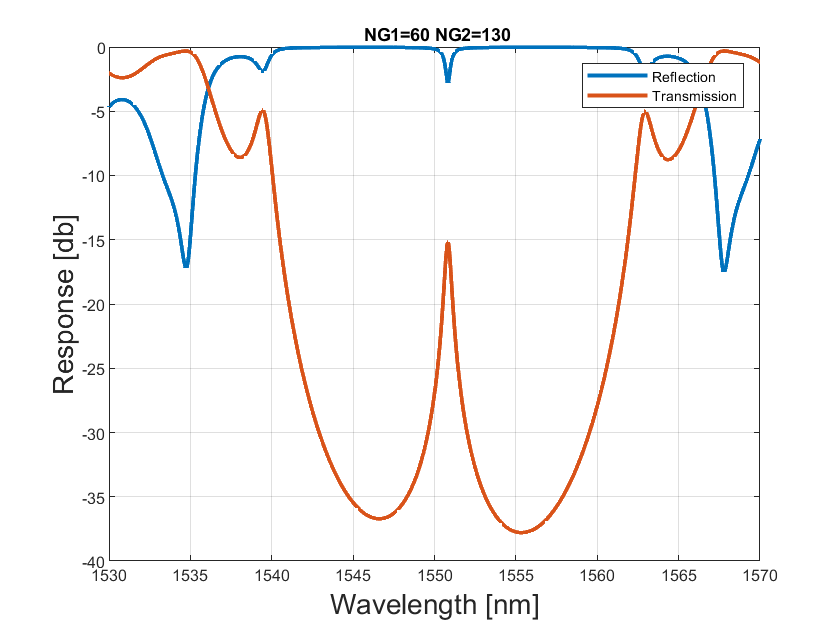 NG1=60 NG2=130
Reflection
Transmission
0
-5
-10
-15
-20
-25
-30
-35
-40
Response [db]
1530 1535 1540 1545 1550 1555 1560 1565 1570
Wavelength [nm]